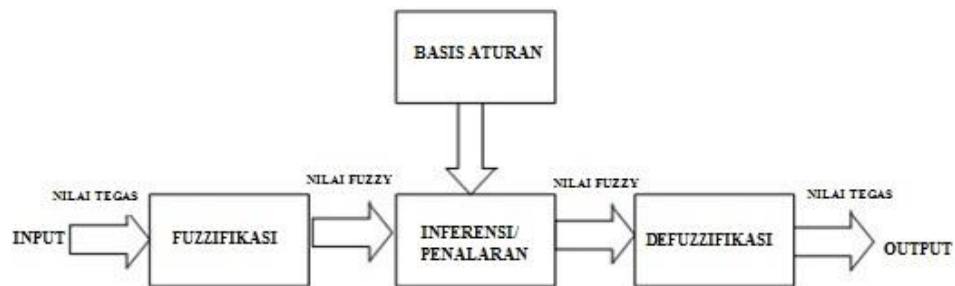 BASIS ATURAN
NILAI TEGAS
NILAI FUZZY
NILAI FUZZY
NILAI TEGAS
INPUT
FUZZIFIKASI
INFERENSI/
PENALARAN
DEFUZZIFIKASI
OUTPUT